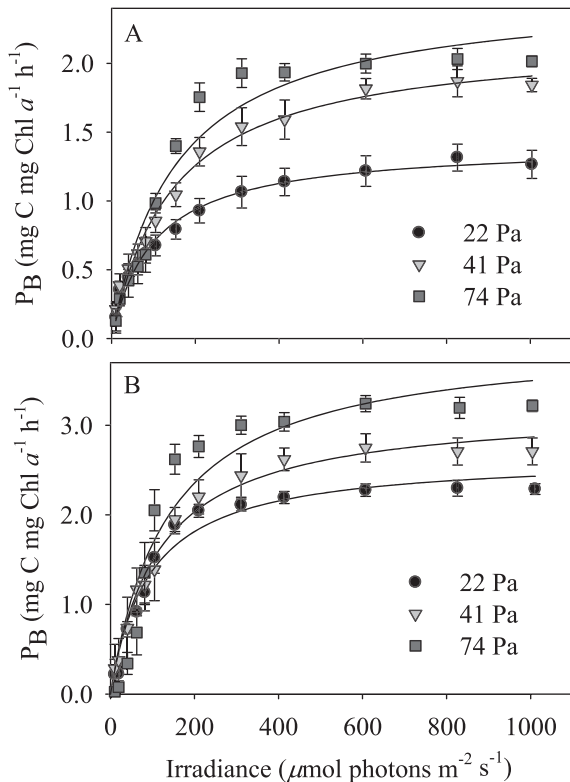 A
2.0
1.5
1.0
0.5
0.0
P_B (mg C mg Chl a⁻¹ h⁻¹)
22 Pa
41 Pa
74 Pa
B
3.0
2.0
1.0
0.0
P_B (mg C mg Chl a⁻¹ h⁻¹)
22 Pa
41 Pa
74 Pa
0 200 400 600 800 1000
Irradiance (μmol photons m⁻² s⁻¹)